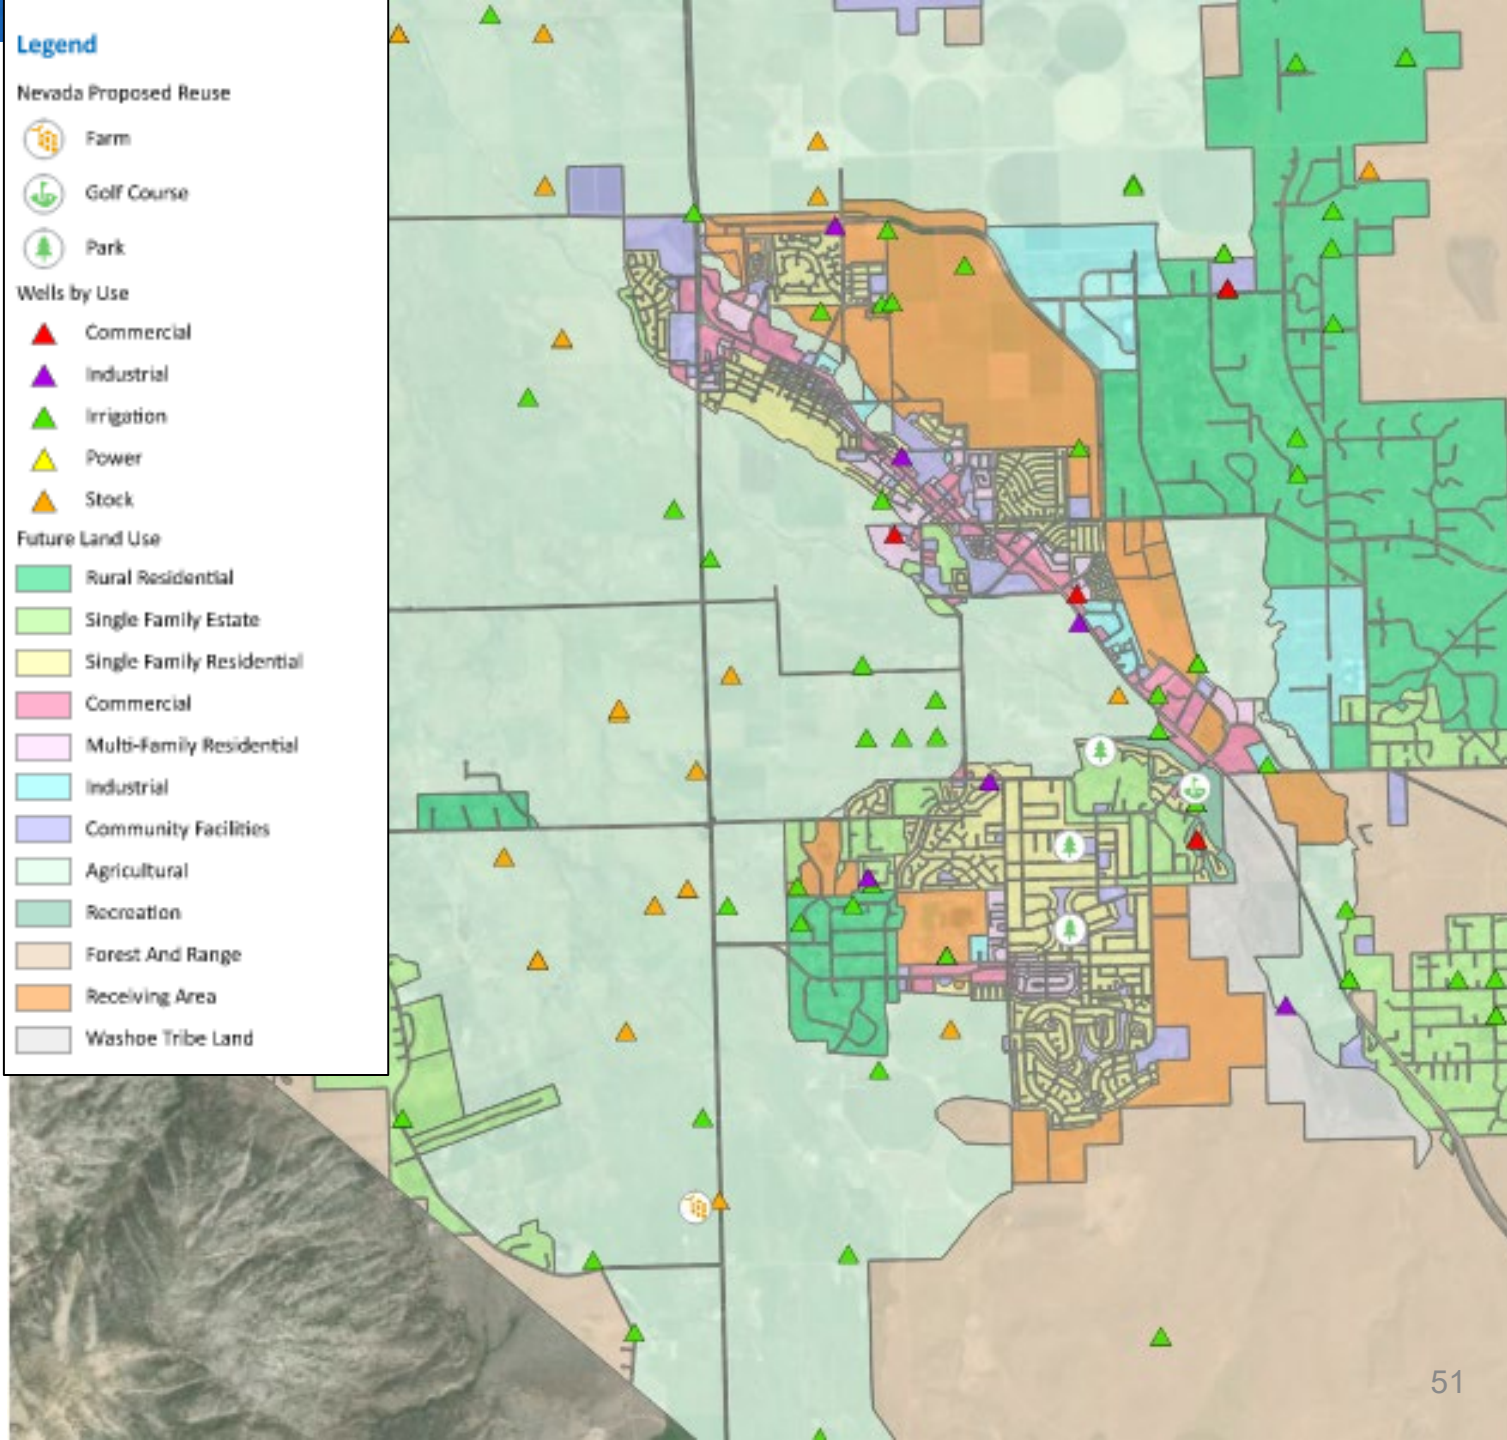 Legend
Nevada Proposed Reuse
Farm
Golf Course
Park
Wells by Use
Commercial
Industrial
Irrigation
Power
Stock
Future Land Use
Rural Residential
Single Family Estate
Single Family Residential
Commercial
Multi-Family Residential
Industrial
Community Facilities
Agricultural
Recreation
Forest And Range
Receiving Area
Washoe Tribe Land
51